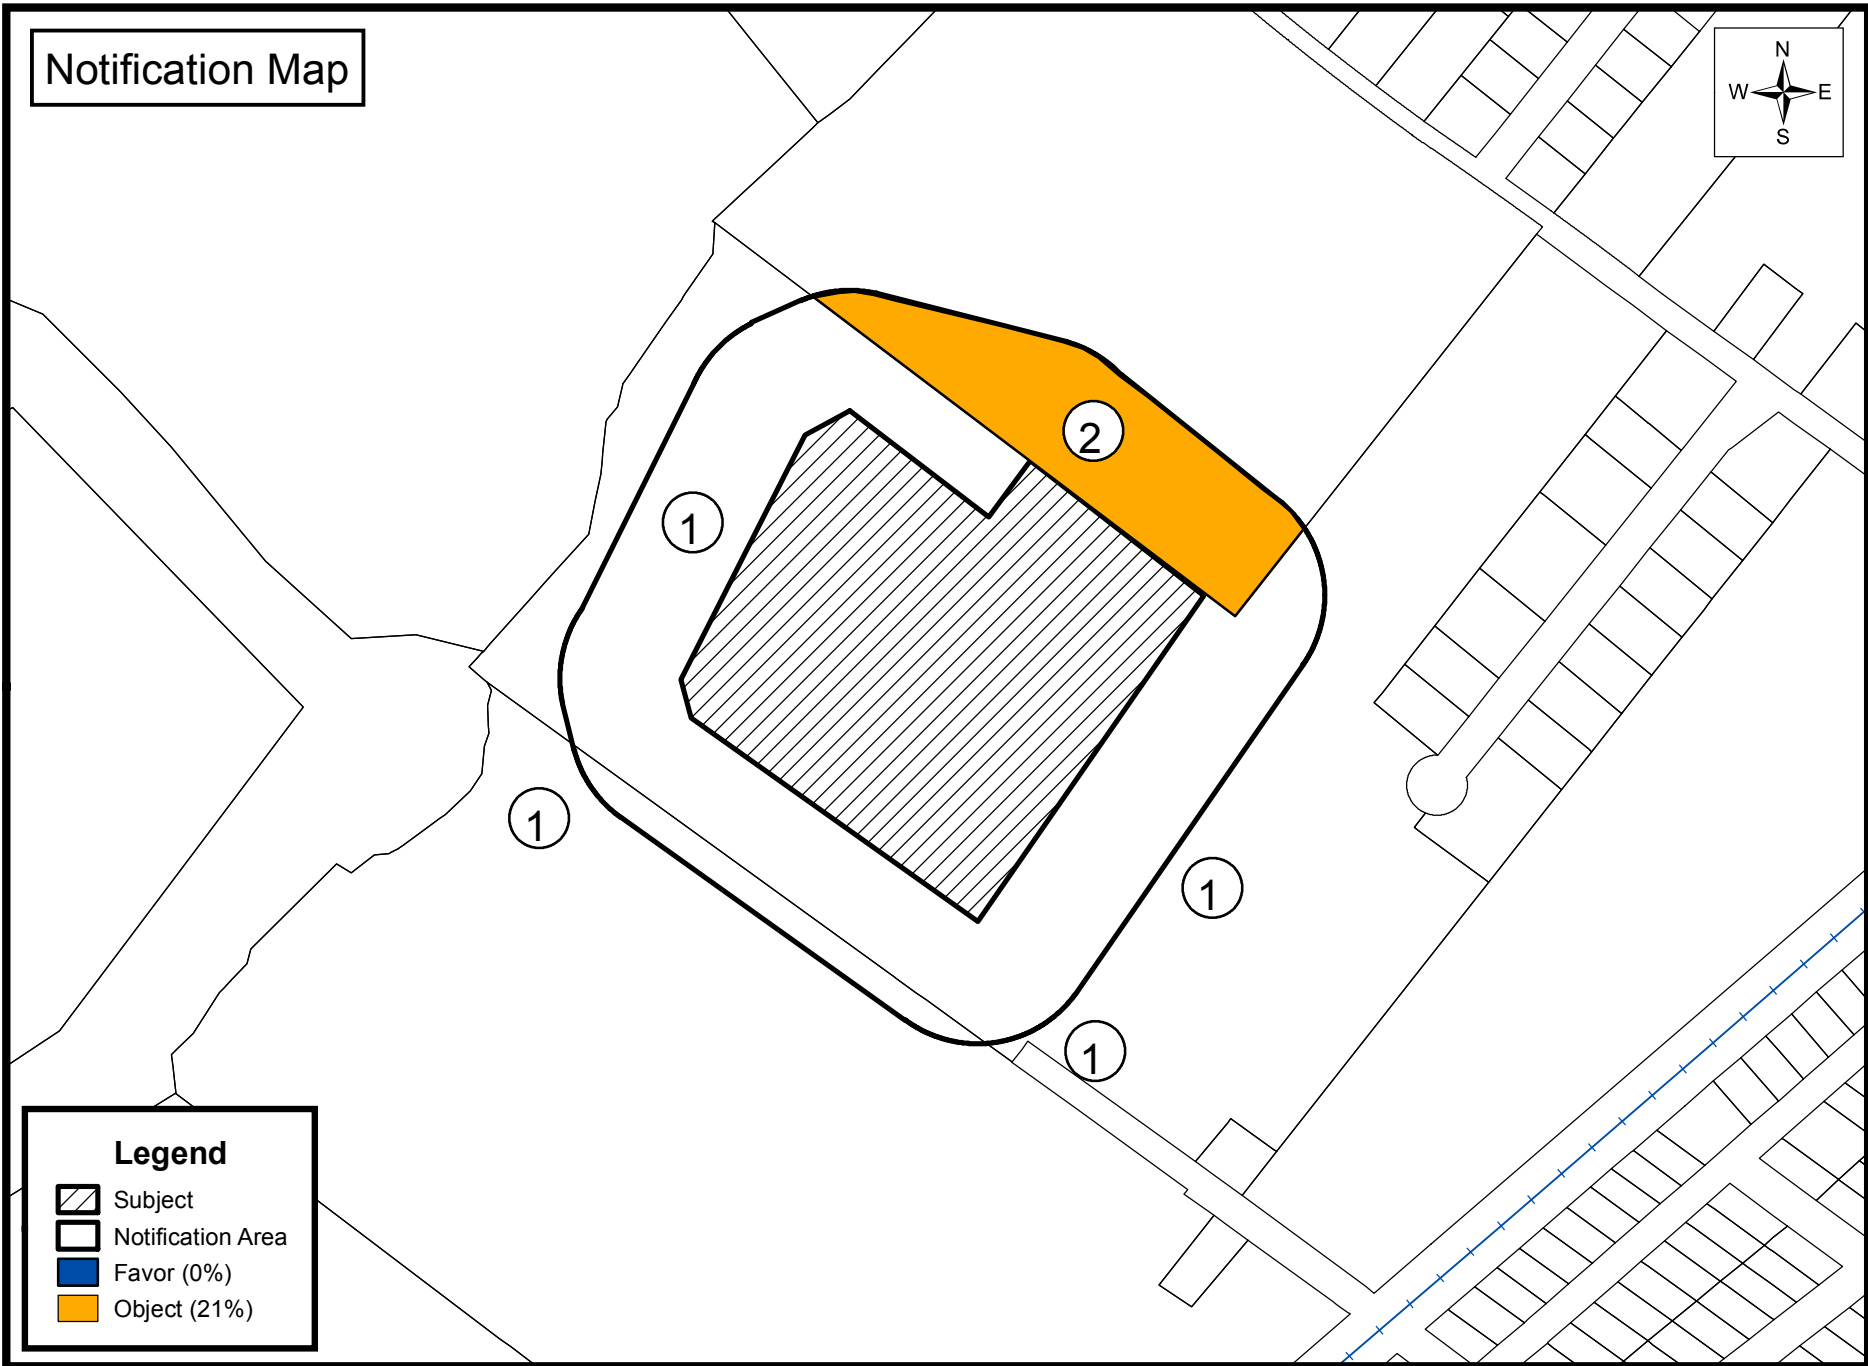 Notification Map
N
W E
S
2
1
1
1
1
Legend
Subject
Notification Area
Favor (0%)
Object (21%)